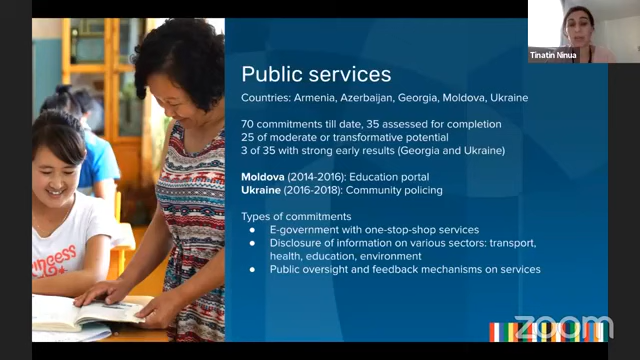 Tinatin Ninua
Public services
Countries: Armenia, Azerbaijan, Georgia, Moldova, Ukraine
70 commitments till date, 35 assessed for completion
25 of moderate or transformative potential
3 of 35 with strong early results (Georgia and Ukraine)
Moldova (2014-2016): Education portal
Ukraine (2016-2018): Community policing
Types of commitments
● E-government with one-stop-shop services
● Disclosure of information on various sectors: transport,
health, education, environment
● Public oversight and feedback mechanisms on services
zoom